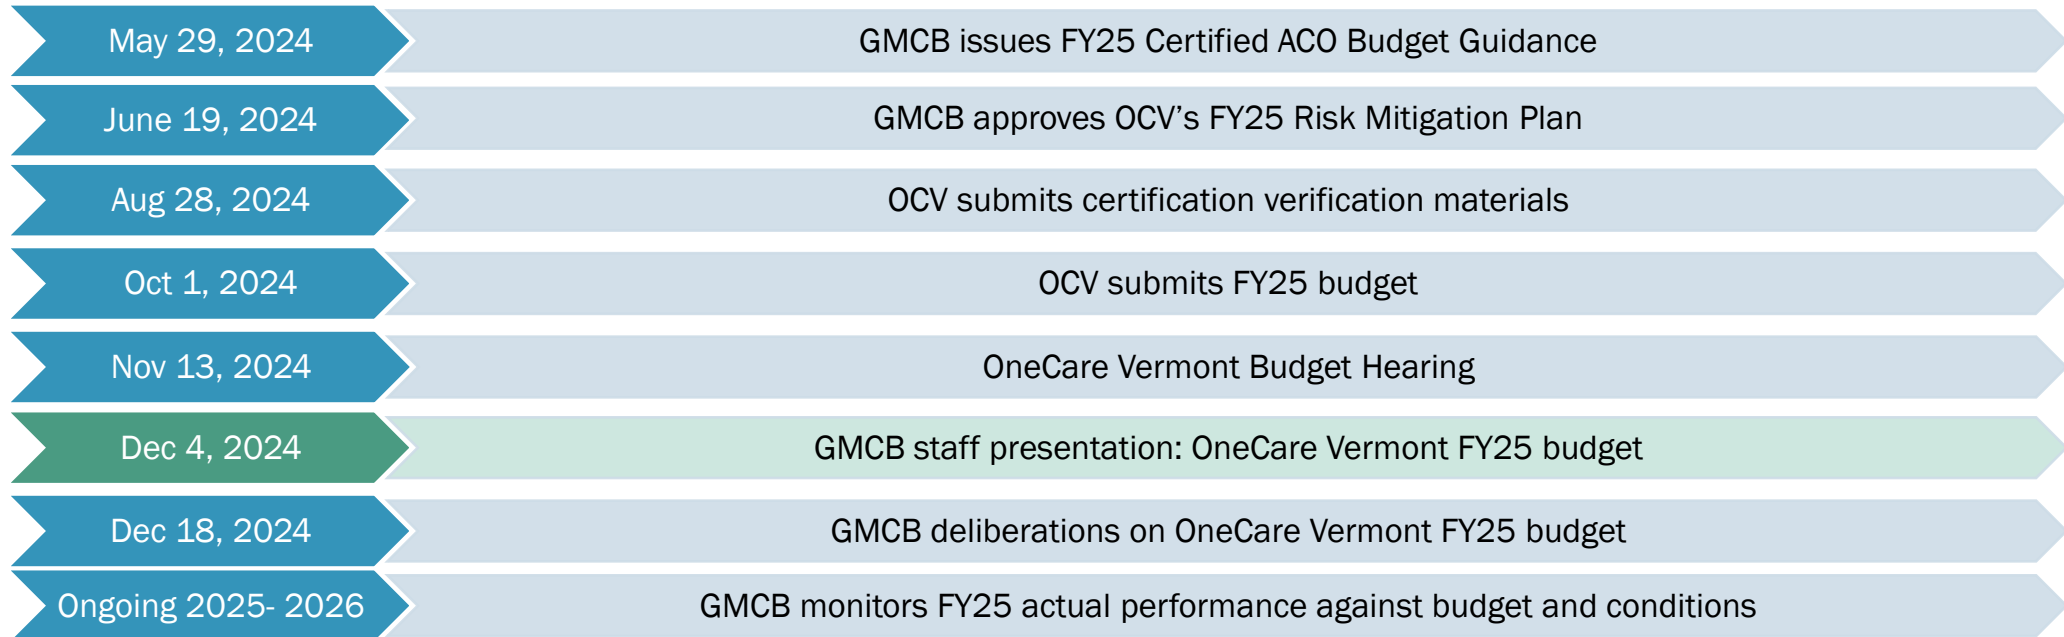 May 29, 2024
GMCB issues FY25 Certified ACO Budget Guidance
June 19, 2024
GMCB approves OCV’s FY25 Risk Mitigation Plan
Aug 28, 2024
OCV submits certification verification materials
Oct 1, 2024
OCV submits FY25 budget
Nov 13, 2024
OneCare Vermont Budget Hearing
Dec 4, 2024
GMCB staff presentation: OneCare Vermont FY25 budget
Dec 18, 2024
GMCB deliberations on OneCare Vermont FY25 budget
Ongoing 2025- 2026
GMCB monitors FY25 actual performance against budget and conditions